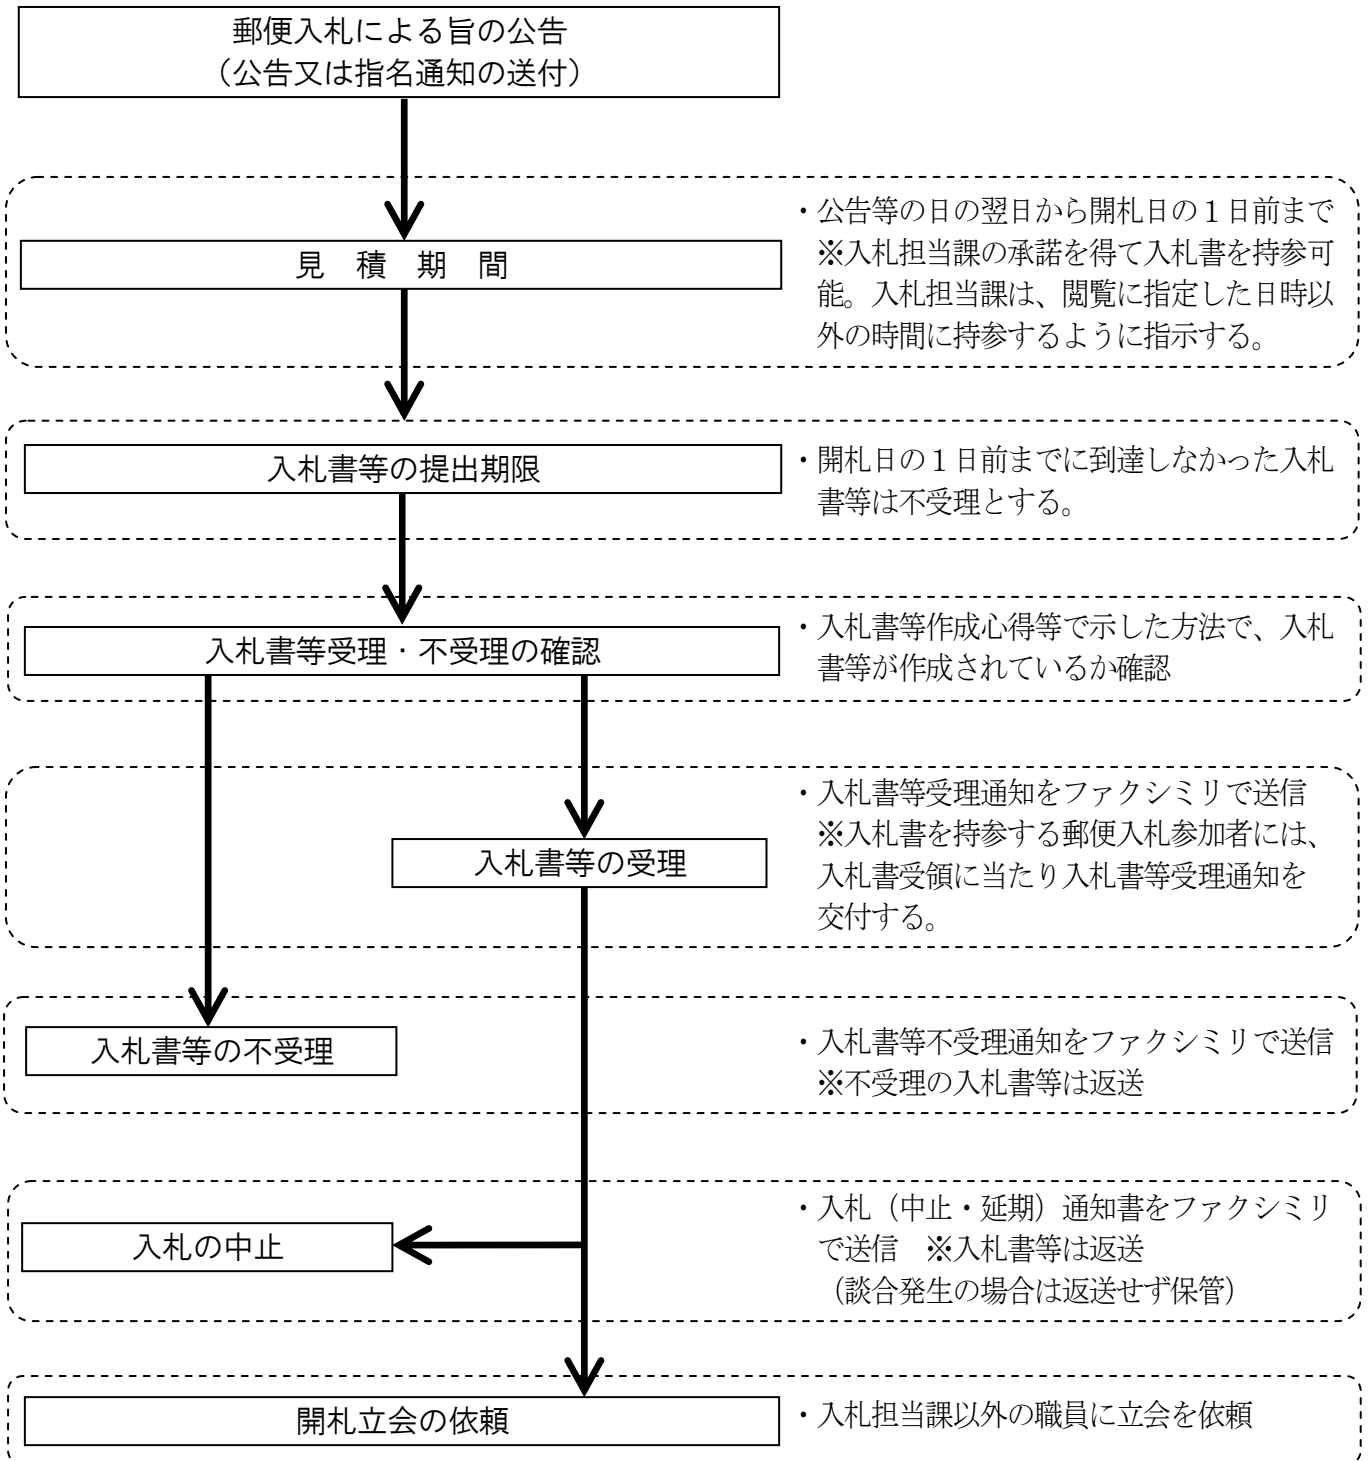 郵便入札による旨の公告
（公告又は指名通知の送付）
見　積　期　間
・公告等の日の翌日から開札日の１日前まで
※入札担当課の承諾を得て入札書を持参可
能。入札担当課は、閲覧に指定した日時以
外の時間に持参するように指示する。
入札書等の提出期限
・開札日の１日前までに到達しなかった入札
書等は不受理とする。
入札書等受理・不受理の確認
・入札書等作成心得等で示した方法で、入札
書等が作成されているか確認
入札書等の受理
・入札書等受理通知をファクシミリで送信
※入札書を持参する郵便入札参加者には、
入札書受領に当たり入札書等受理通知を
交付する。
入札書等の不受理
・入札書等不受理通知をファクシミリで送信
※不受理の入札書等は返送
入札の中止
・入札（中止・延期）通知書をファクシミリ
で送信　※入札書等は返送
（談合発生の場合は返送せず保管）
開札立会の依頼
・入札担当課以外の職員に立会を依頼